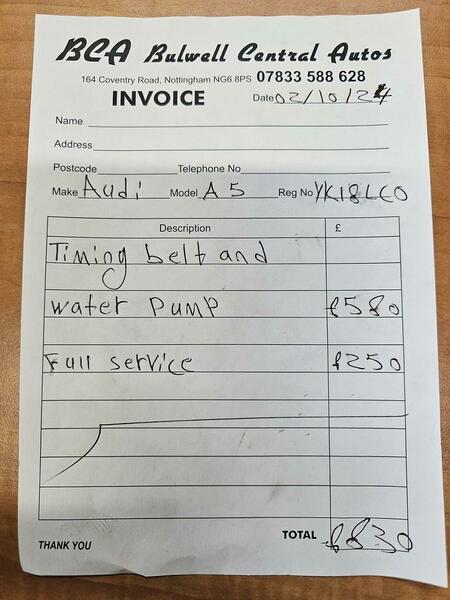 BCA Bulwell Central Autos
164 Coventry Road, Nottingham NG6 8PS 07833 588 628
INVOICE Date 02/10/24
Name
Address
Postcode Telephone No
Make Audi Model A5 Reg No YK18LCO
Description £
Timing belt and
water pump £580
Full service £250
TOTAL £830
THANK YOU